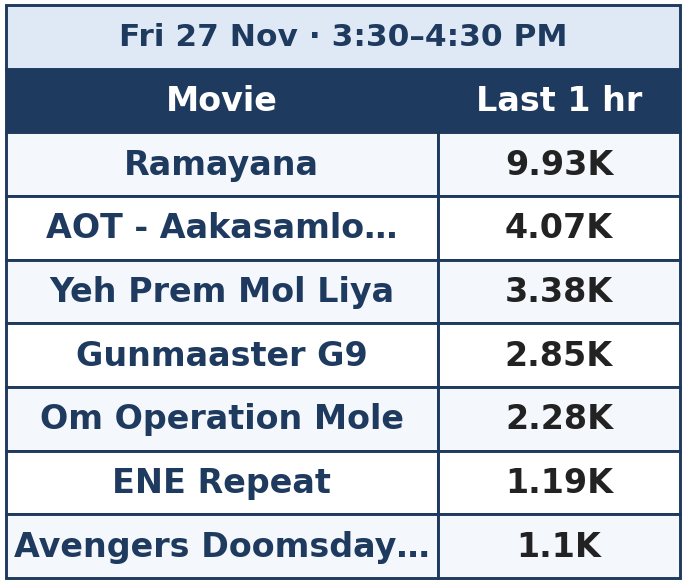 Fri 27 Nov · 3:30–4:30 PM
Movie Last 1 hr
Ramayana 9.93K
AOT - Aakasamlo... 4.07K
Yeh Prem Mol Liya 3.38K
Gunmaaster G9 2.85K
Om Operation Mole 2.28K
ENE Repeat 1.19K
Avengers Doomsday... 1.1K